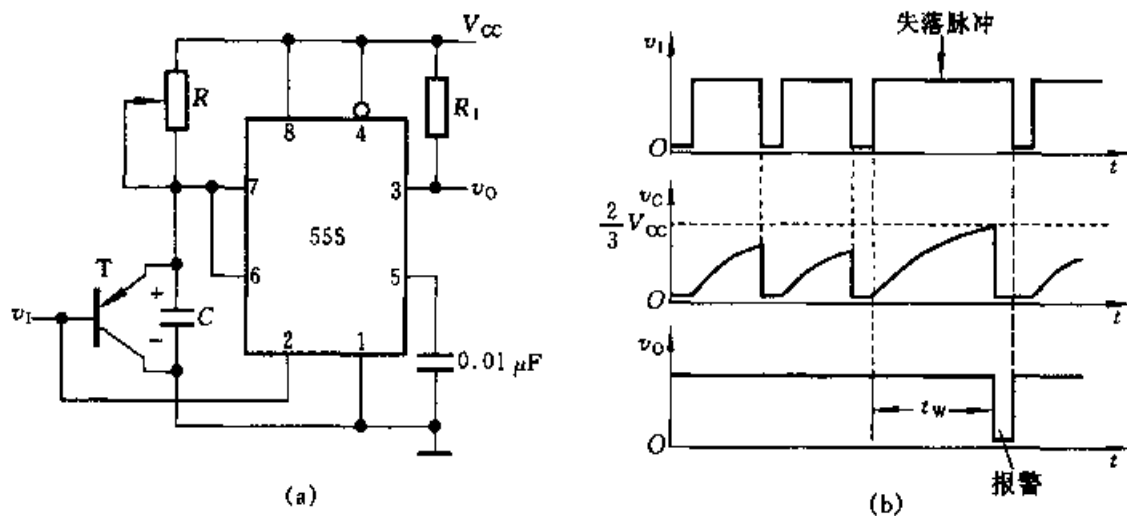 V_CC
R
R₁
8
4
7
3
v_O
555
6
5
T
+
v_I
C
−
2
1
0.01 μF
(a)
失落脉冲
v_I
O
t
v_C
2/3 V_CC
O
t
v_O
t_W
O
t
报警
(b)